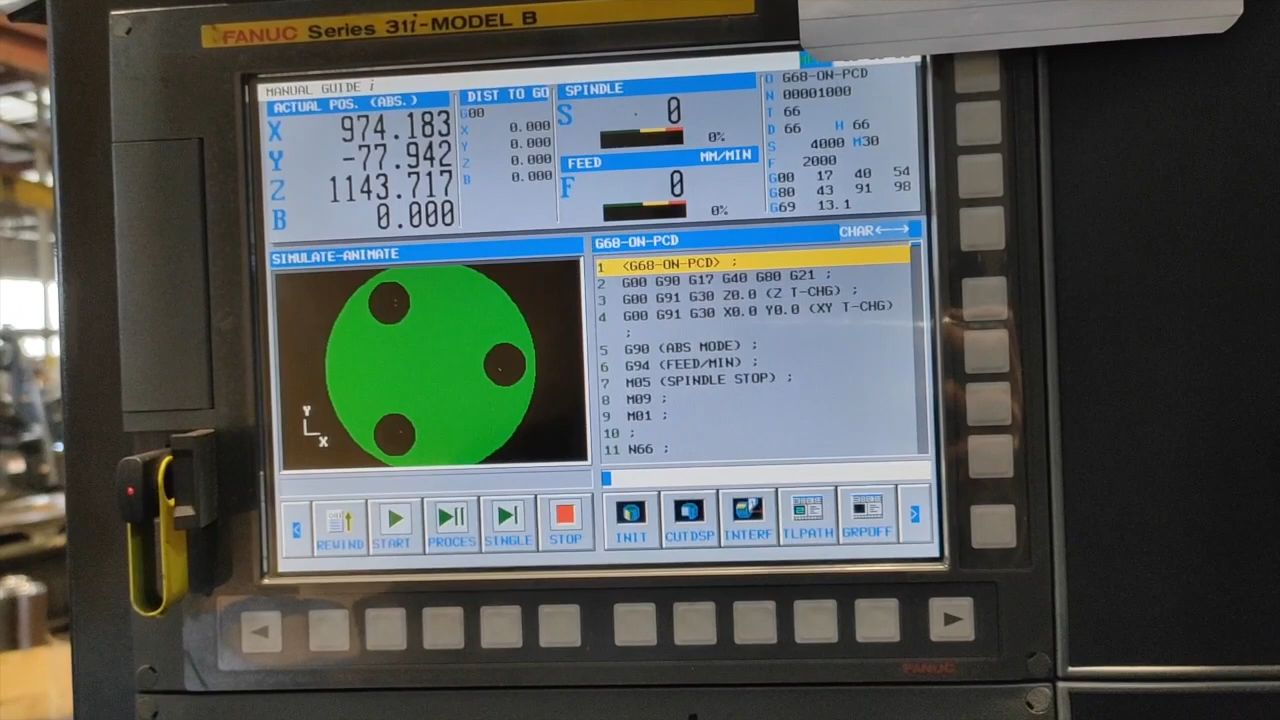 FANUC Series 31i-MODEL B
MANUAL GUIDE i
ACTUAL POS. (ABS.)
X 974.183
Y -77.942
Z 1143.717
B 0.000
DIST TO GO
G00
X 0.000
Y 0.000
Z 0.000
B 0.000
SPINDLE
S 0
0%
FEED MM/MIN
F 0
0%
O G68-ON-PCD
N 00001000
T 66
D 66 H 66
S 4000 M30
F 2000
G00 17 40 54
G80 43 91 98
G69 13.1
SIMULATE-ANIMATE
Y
X
G68-ON-PCD CHAR←→
1 <G68-ON-PCD> ;
2 G00 G90 G17 G40 G80 G21 ;
3 G00 G91 G30 Z0.0 (Z T-CHG) ;
4 G00 G91 G30 X0.0 Y0.0 (XY T-CHG)
;
5 G90 (ABS MODE) ;
6 G94 (FEED/MIN) ;
7 M05 (SPINDLE STOP) ;
8 M09 ;
9 M01 ;
10 ;
11 N66 ;
< REWIND START PROCES SINGLE STOP INIT CUTDSP INTERF TLPATH GRPOFF >
FANUC